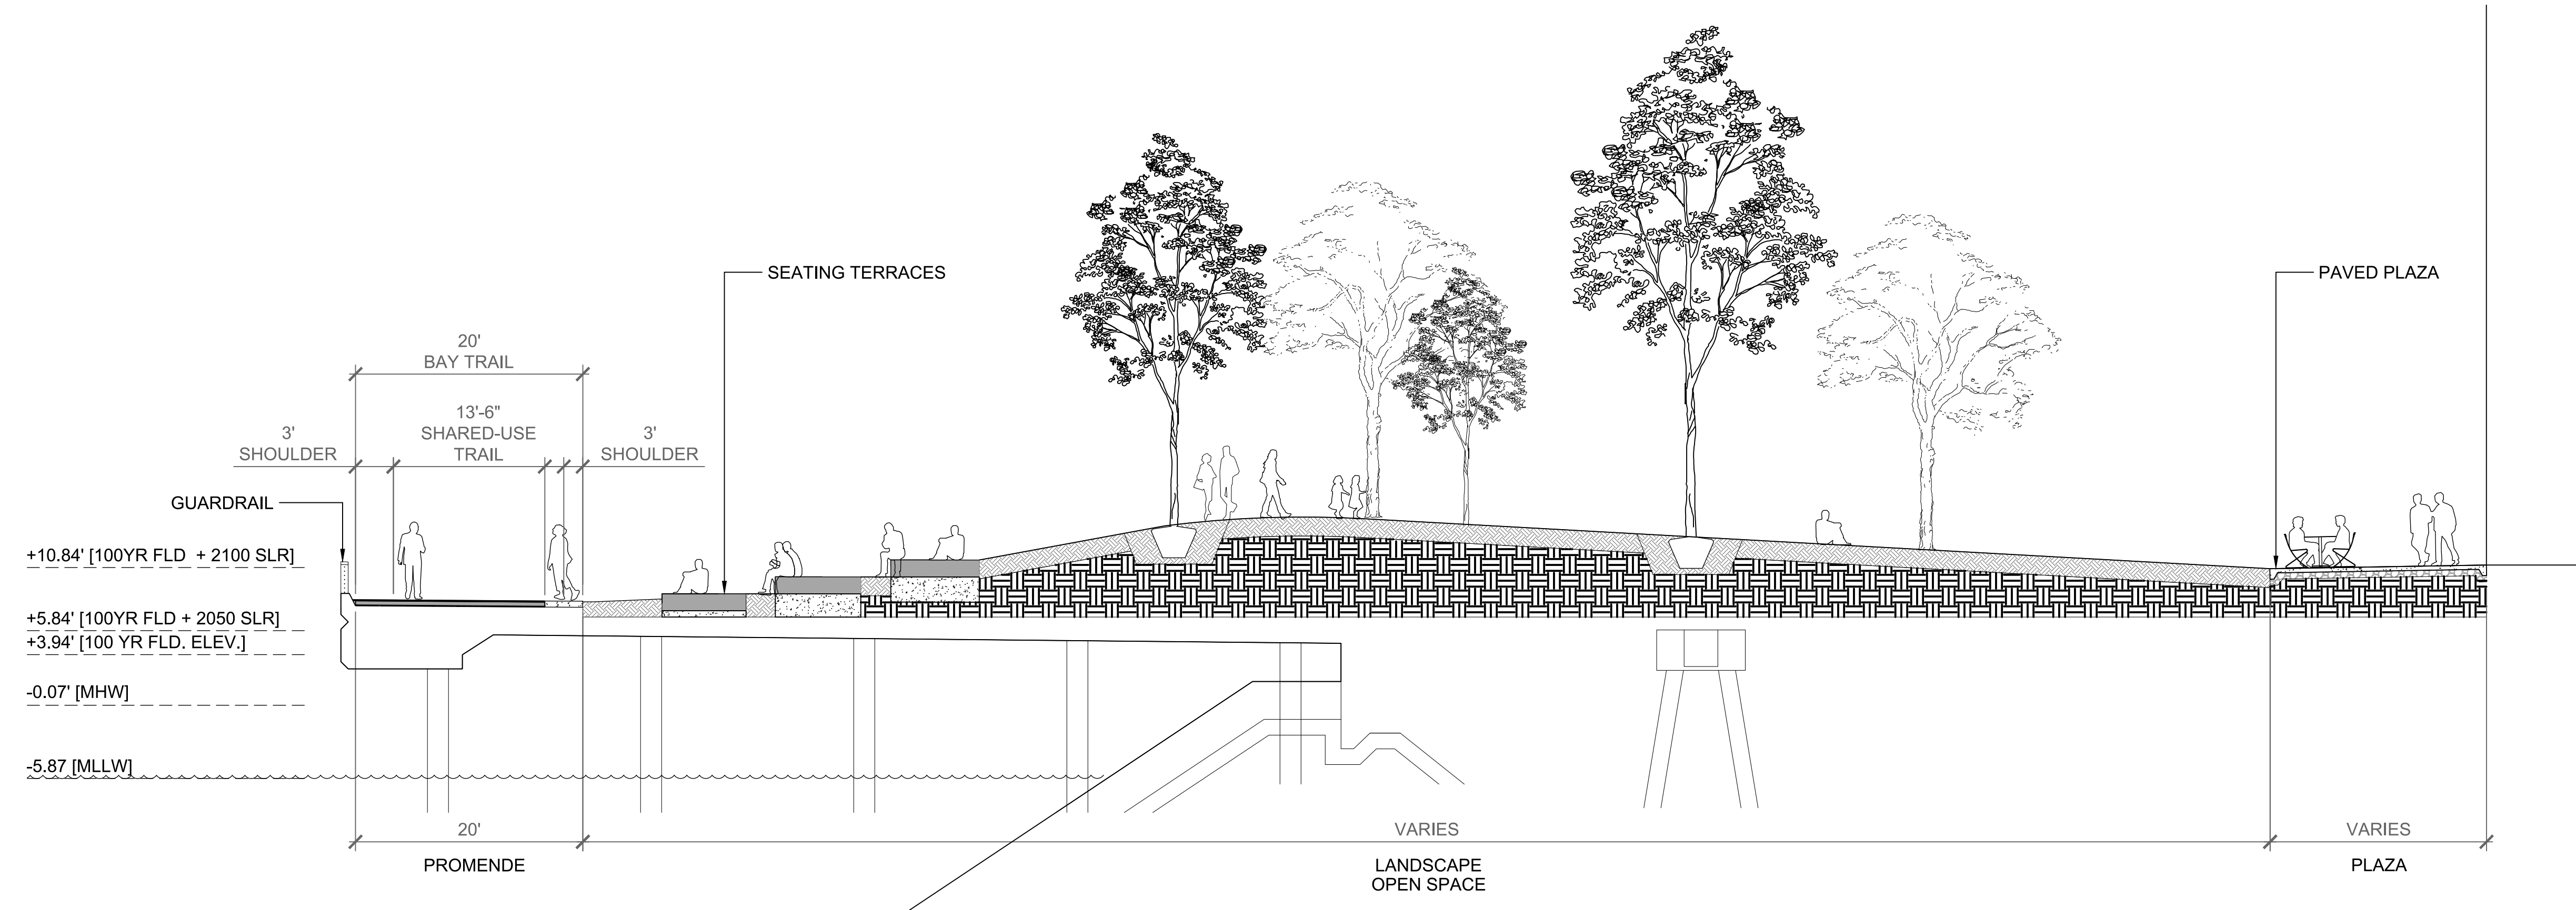 SEATING TERRACES
PAVED PLAZA
20'
BAY TRAIL
13'-6"
SHARED-USE
TRAIL
3'
SHOULDER
3'
SHOULDER
GUARDRAIL
+10.84' [100YR FLD + 2100 SLR]
+5.84' [100YR FLD + 2050 SLR]
+3.94' [100 YR FLD. ELEV.]
-0.07' [MHW]
-5.87 [MLLW]
20'
PROMENDE
VARIES
LANDSCAPE
OPEN SPACE
VARIES
PLAZA